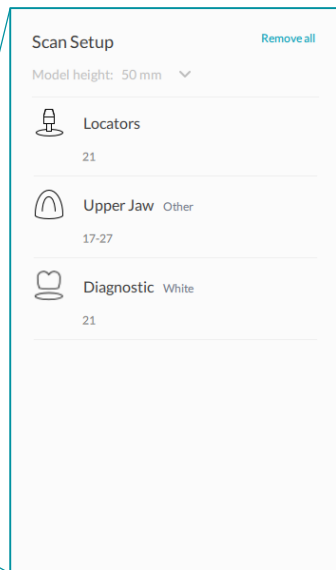 Scan Setup Remove all
Model height: 50 mm
Locators
21
Upper Jaw Other
17-27
Diagnostic White
21